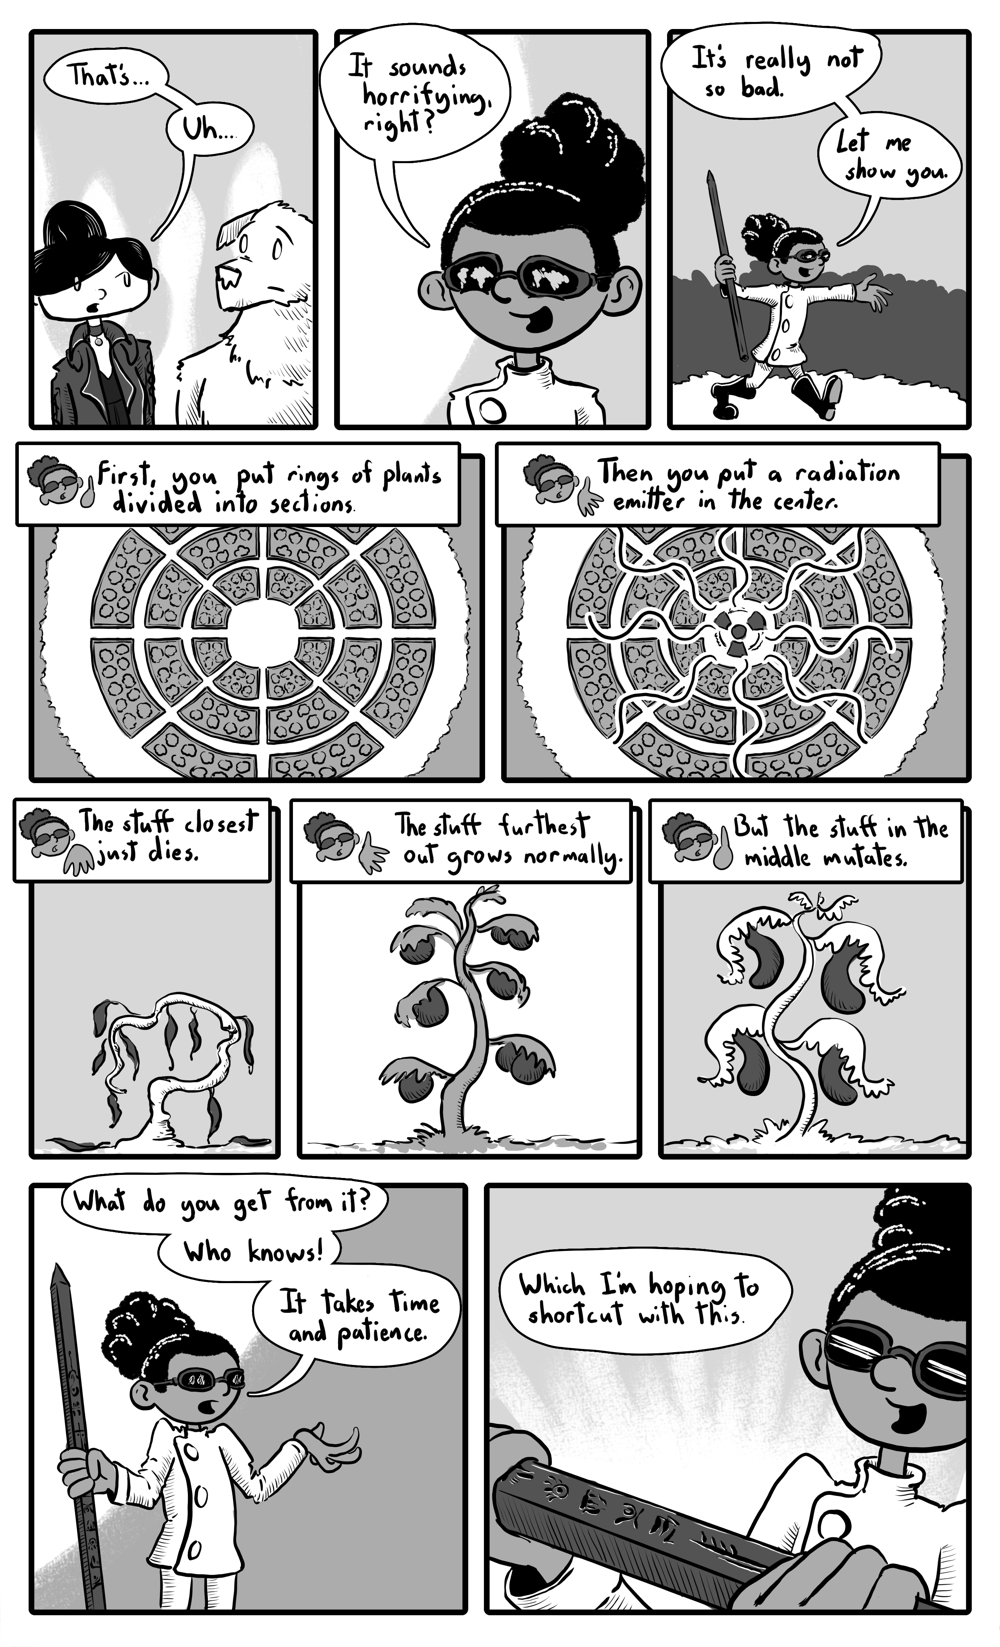 That's...
Uh...
It sounds
horrifying,
right?
It's really not
so bad.
Let me
show you.
First, you put rings of plants
divided into sections.
Then you put a radiation
emitter in the center.
The stuff closest
just dies.
The stuff furthest
out grows normally.
But the stuff in the
middle mutates.
What do you get from it?
Who knows!
It takes time
and patience.
Which I'm hoping to
shortcut with this.